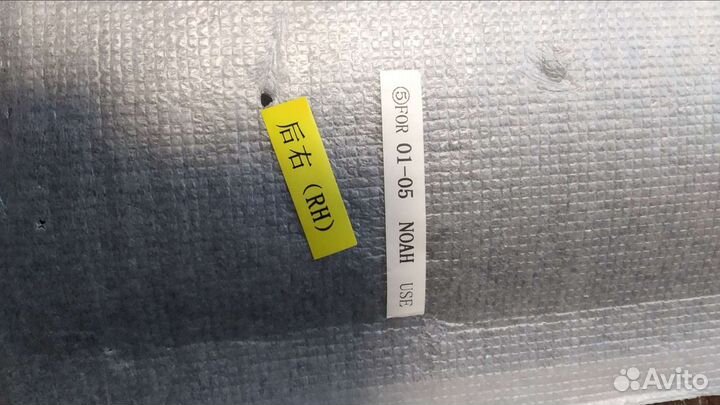 后右 (RH)
⑤FOR 01-05 NOAH USE
Avito